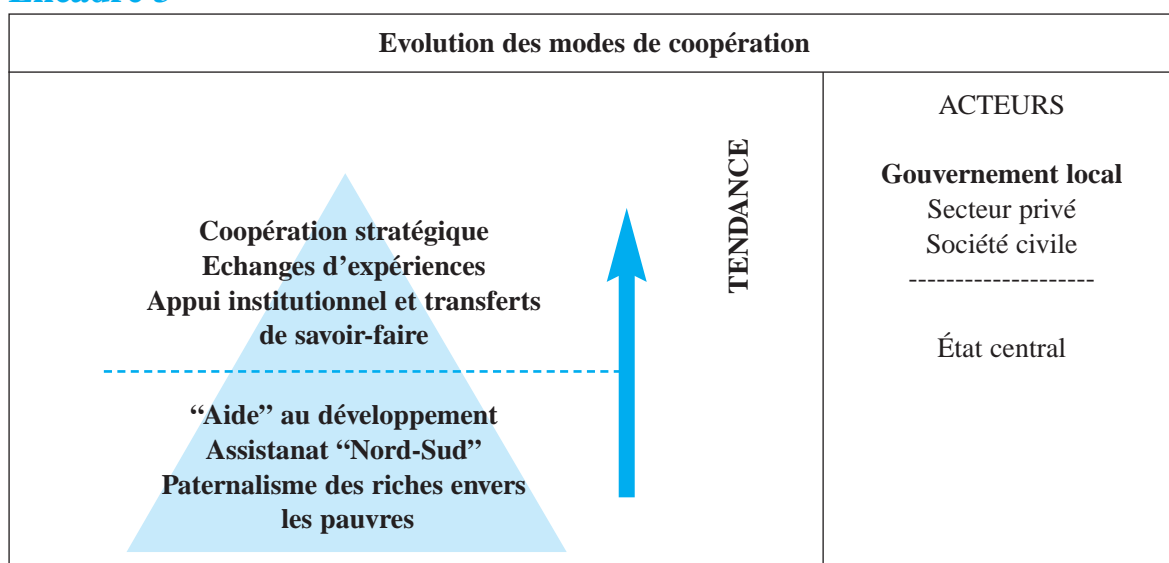 Evolution des modes de coopération
Coopération stratégique
Echanges d’expériences
Appui institutionnel et transferts
de savoir-faire
“Aide” au développement
Assistanat “Nord-Sud”
Paternalisme des riches envers
les pauvres
TENDANCE
ACTEURS
Gouvernement local
Secteur privé
Société civile
--------------------
État central